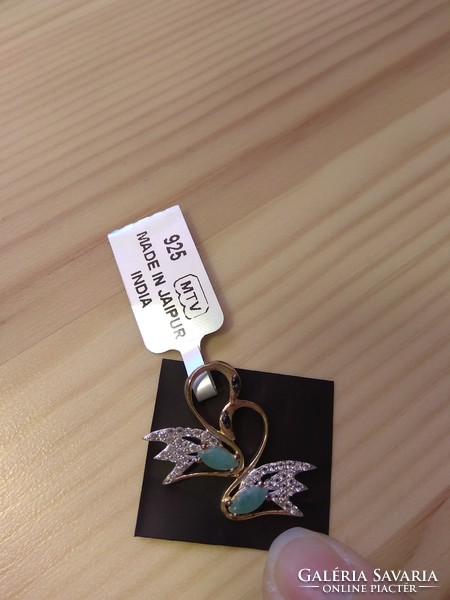 925
MTV
MADE IN JAIPUR
INDIA
GALÉRIA SAVARIA
ONLINE PIACTÉR